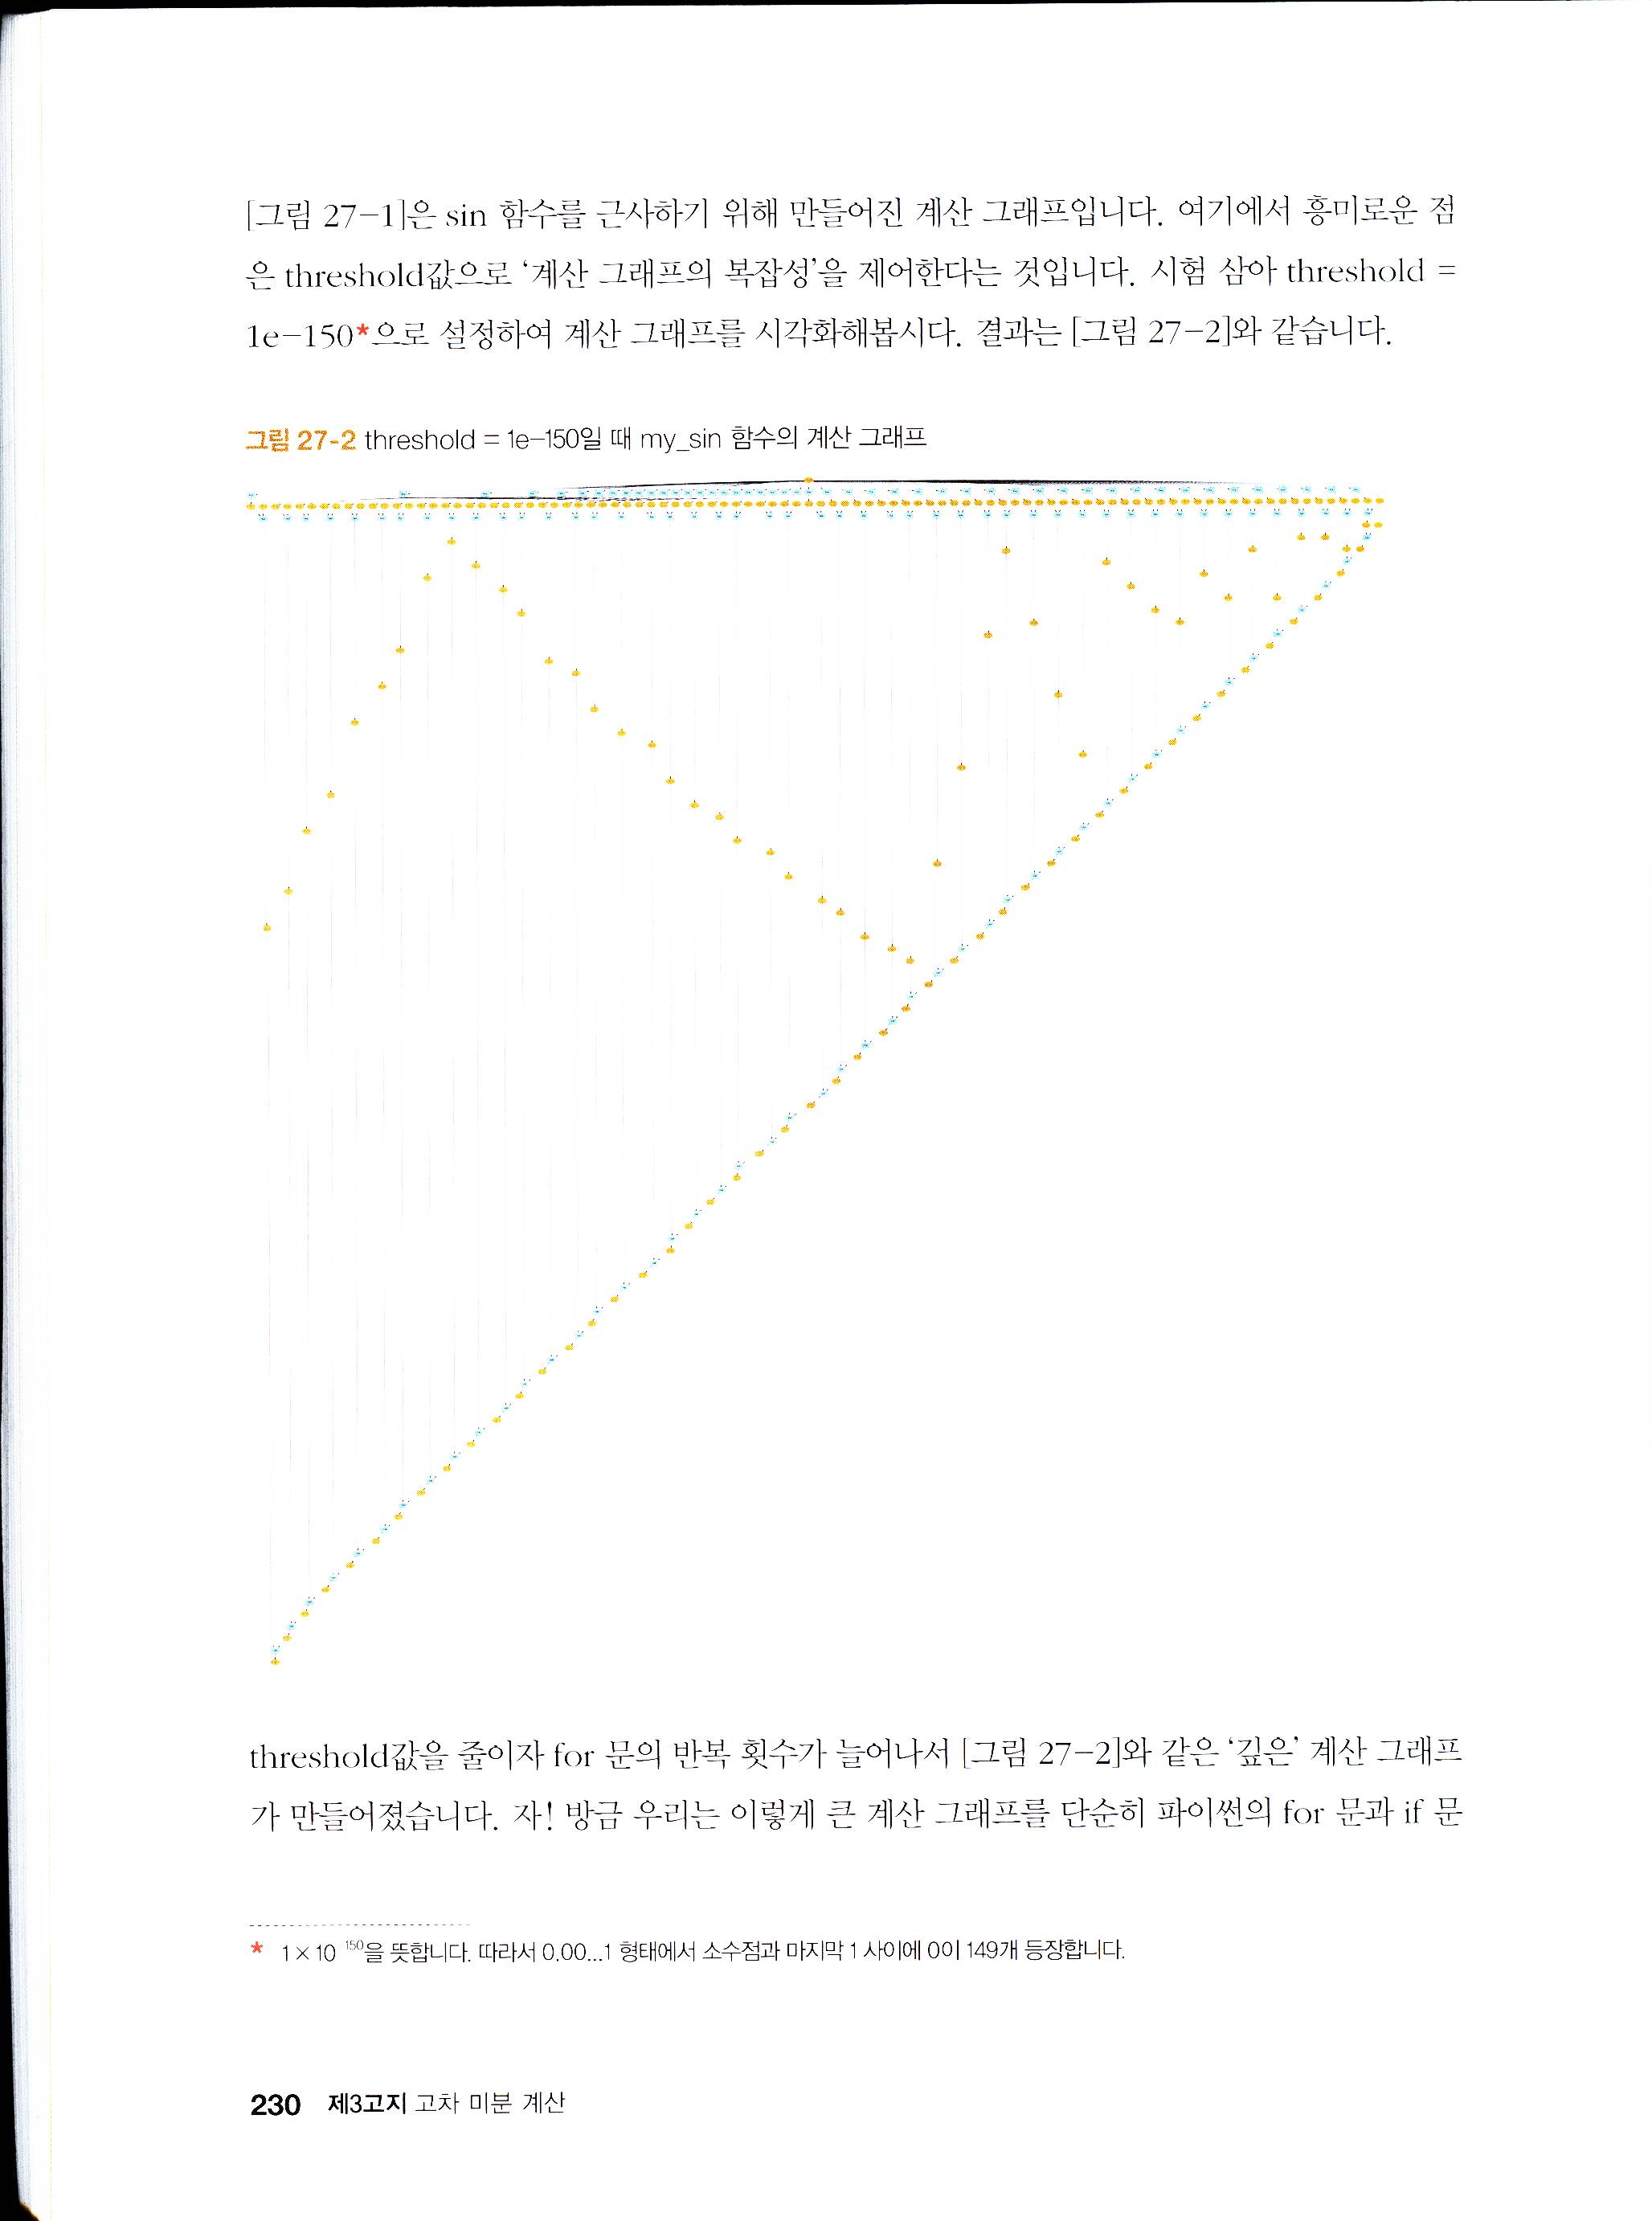 [그림 27-1]은 sin 함수를 근사하기 위해 만들어진 계산 그래프입니다. 여기에서 흥미로운 점
은 threshold값으로 ‘계산 그래프의 복잡성’을 제어한다는 것입니다. 시험 삼아 threshold =
1e-150*으로 설정하여 계산 그래프를 시각화해봅시다. 결과는 [그림 27-2]와 같습니다.
그림 27-2 threshold = 1e-150일 때 my_sin 함수의 계산 그래프
threshold값을 줄이자 for 문의 반복 횟수가 늘어나서 [그림 27-2]와 같은 ‘깊은’ 계산 그래프
가 만들어졌습니다. 자! 방금 우리는 이렇게 큰 계산 그래프를 단순히 파이썬의 for 문과 if 문
* 1 × 10 150을 뜻합니다. 따라서 0.00...1 형태에서 소수점과 마지막 1 사이에 0이 149개 등장합니다.
230 제3고지 고차 미분 계산